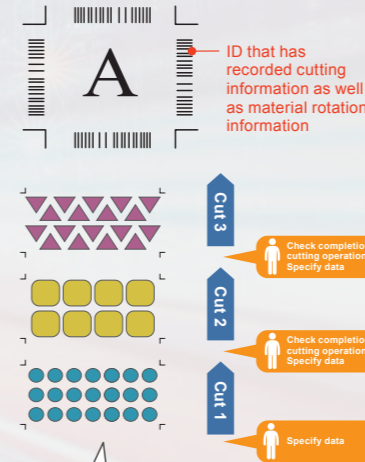 A
ID that has
recorded cutting
information as well
as material rotation
information
Cut 3
Check completion
cutting operation
Specify data
Cut 2
Check completion
cutting operation
Specify data
Cut 1
Specify data